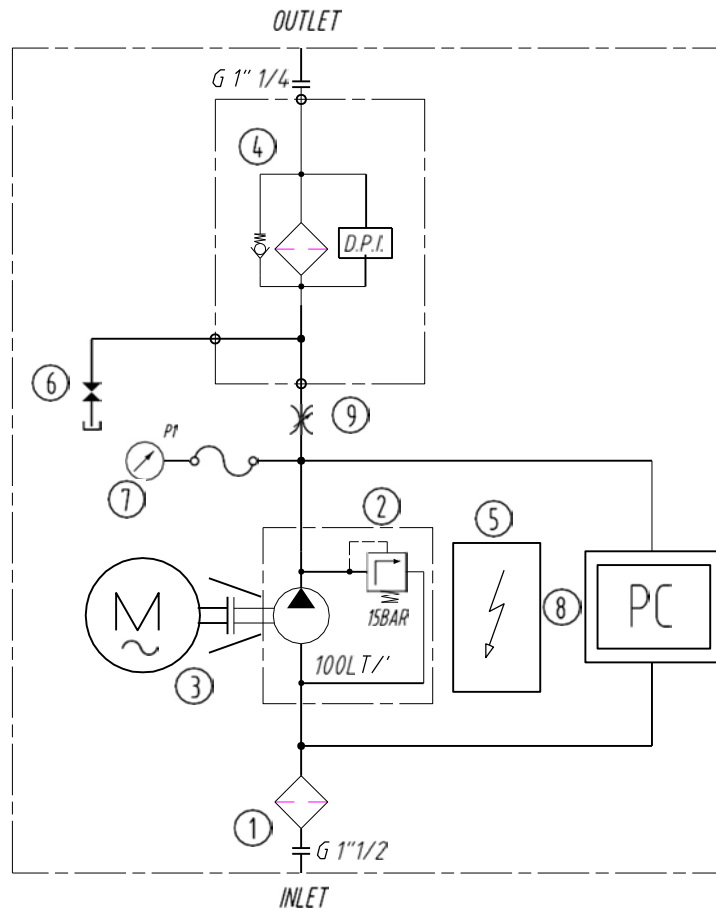 OUTLET
G 1" 1/4
4
D.P.I.
6
9
P1
7
2
5
M
15BAR
8
PC
100LT/'
3
1
G 1"1/2
INLET